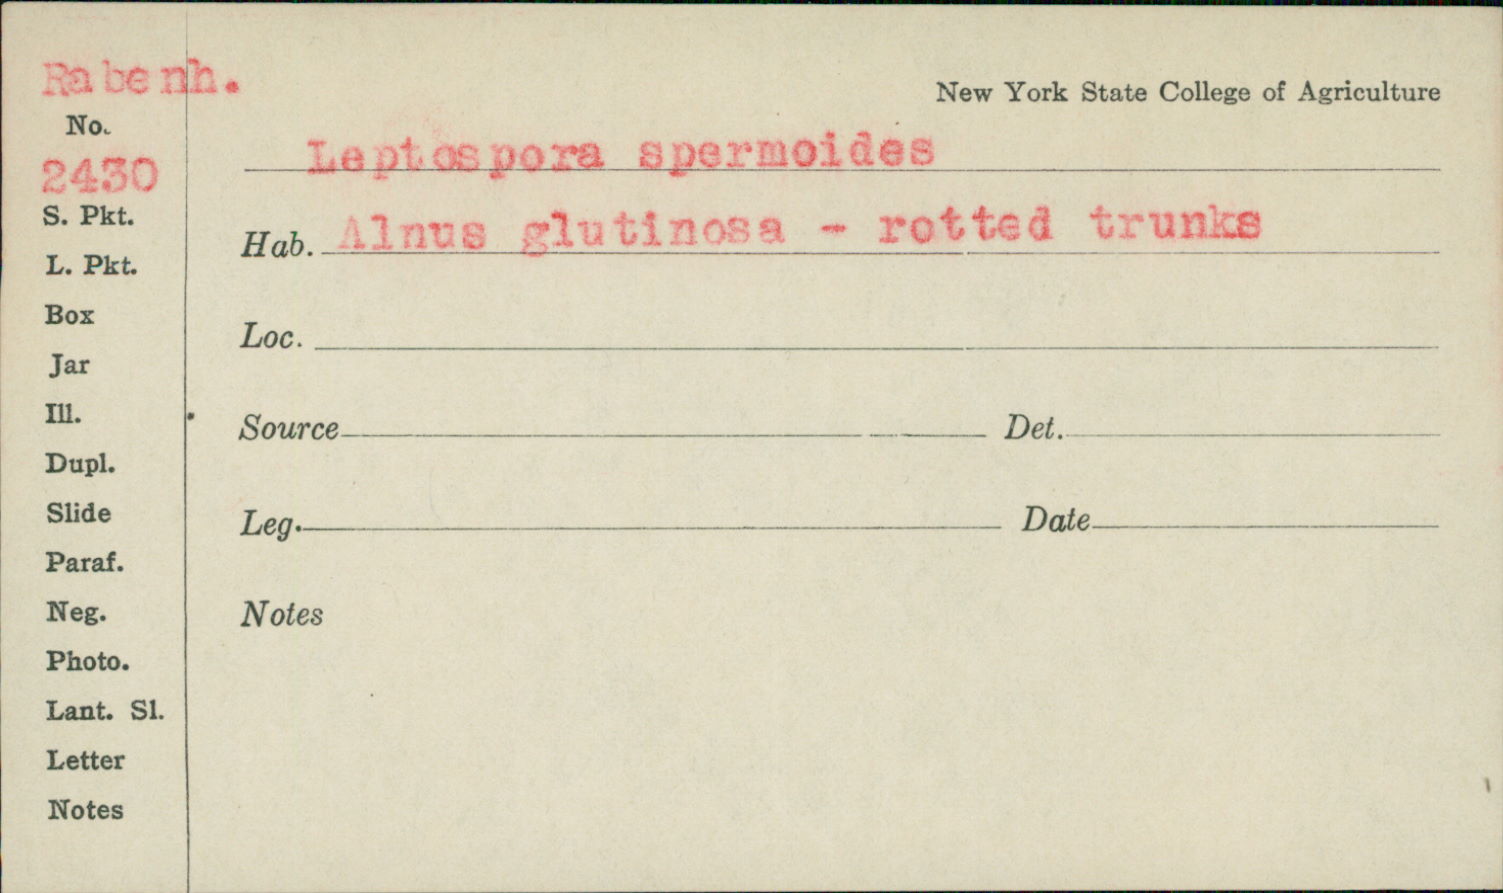 Rabenh.
New York State College of Agriculture
No.
2430
Leptospora spermoides
S. Pkt.
Hab. Alnus glutinosa - rotted trunks
L. Pkt.
Box
Loc.
Jar
Ill.
Source Det.
Dupl.
Slide
Leg. Date
Paraf.
Neg.
Notes
Photo.
Lant. Sl.
Letter
Notes